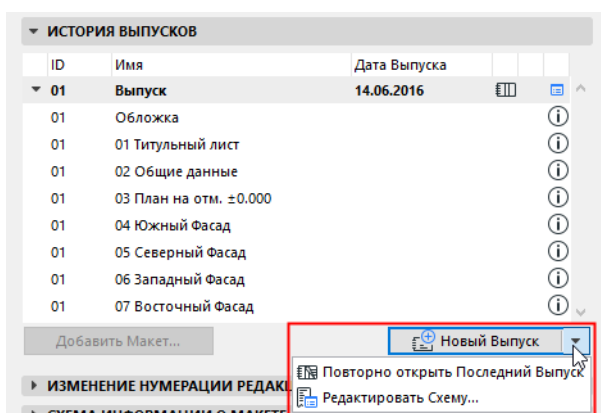 ИСТОРИЯ ВЫПУСКОВ
ID Имя Дата Выпуска
01 Выпуск 14.06.2016
01 Обложка
01 01 Титульный лист
01 02 Общие данные
01 03 План на отм. ±0.000
01 04 Южный Фасад
01 05 Северный Фасад
01 06 Западный Фасад
01 07 Восточный Фасад
Добавить Макет... Новый Выпуск
Повторно открыть Последний Выпуск
ИЗМЕНЕНИЕ НУМЕРАЦИИ
Редактировать Схему...